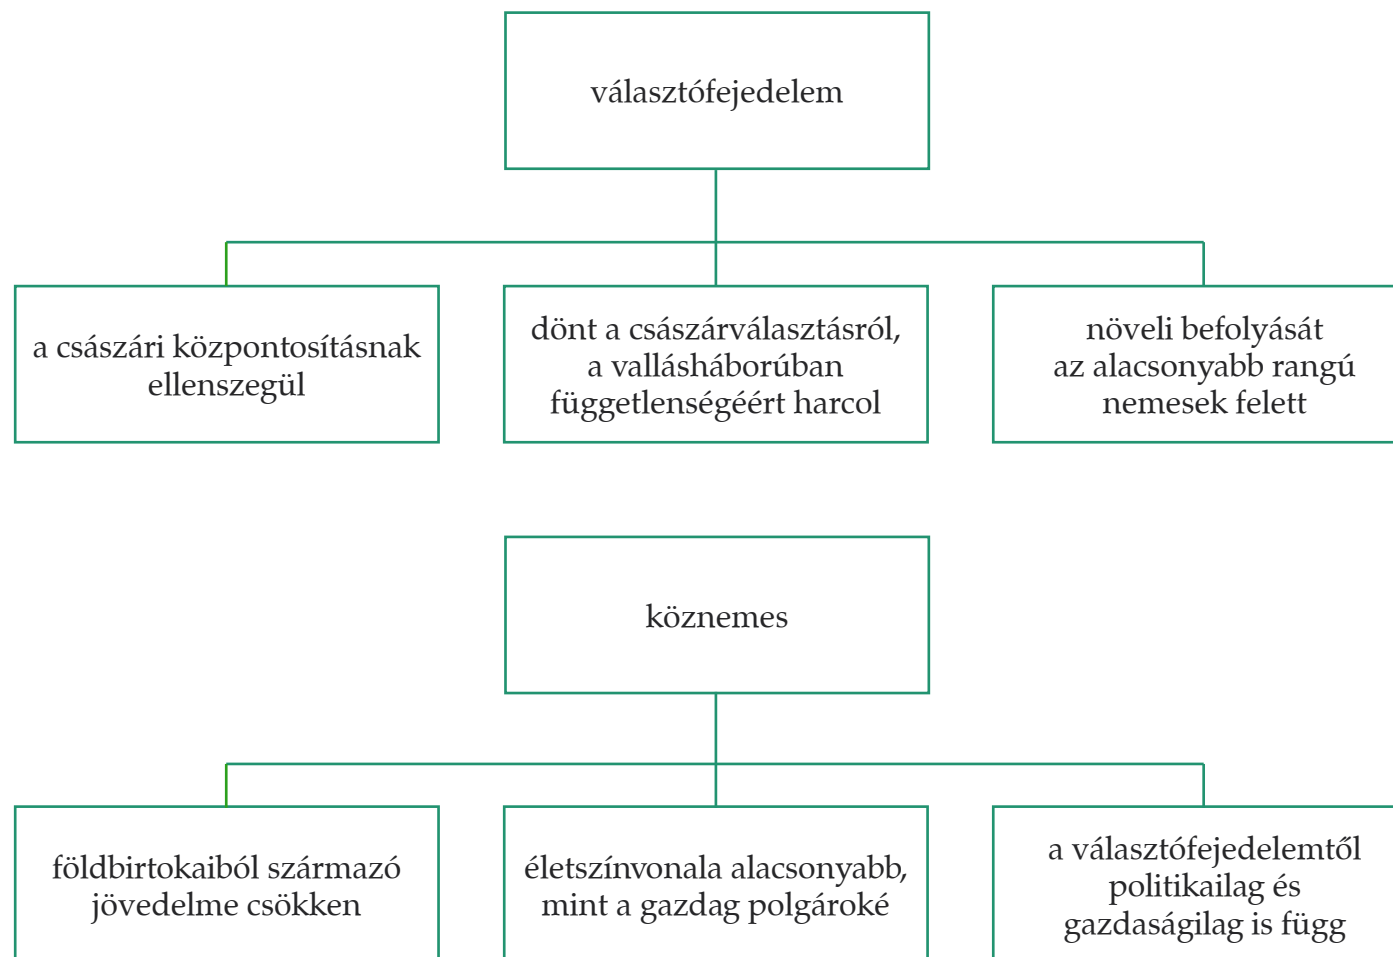 választófejedelem
a császári központosításnak
ellenszegül
dönt a császárválasztásról,
a vallásháborúban
függetlenségéért harcol
növeli befolyását
az alacsonyabb rangú
nemesek felett
köznemes
földbirtokaiból származó
jövedelme csökken
életszínvonala alacsonyabb,
mint a gazdag polgároké
a választófejedelemtől
politikailag és
gazdaságilag is függ